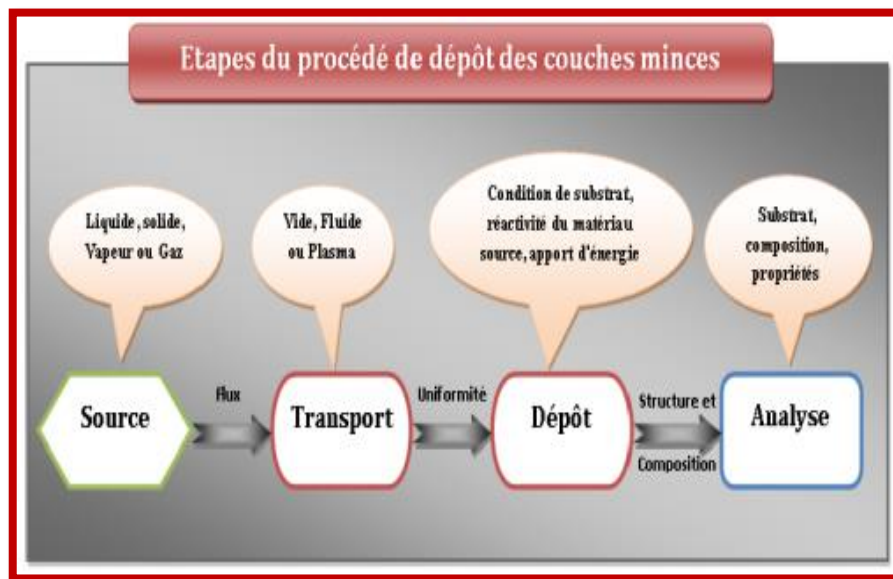 Etapes du procédé de dépôt des couches minces
Liquide, solide,
Vapeur ou Gaz
Vide, Fluide
ou Plasma
Condition de substrat,
réactivité du matériau
source, apport d'énergie
Substrat,
composition,
propriétés
Source
Flux
Transport
Uniformité
Dépôt
Structure et
Composition
Analyse